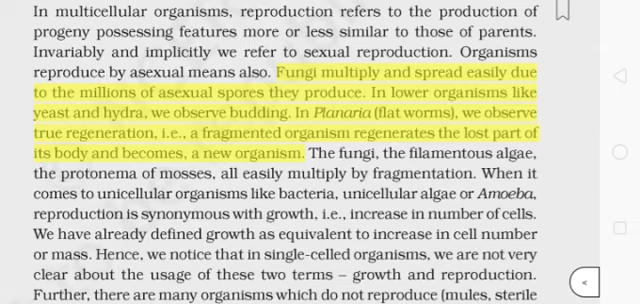 In multicellular organisms, reproduction refers to the production of
progeny possessing features more or less similar to those of parents.
Invariably and implicitly we refer to sexual reproduction. Organisms
reproduce by asexual means also. Fungi multiply and spread easily due
to the millions of asexual spores they produce. In lower organisms like
yeast and hydra, we observe budding. In Planaria (flat worms), we observe
true regeneration, i.e., a fragmented organism regenerates the lost part of
its body and becomes, a new organism. The fungi, the filamentous algae,
the protonema of mosses, all easily multiply by fragmentation. When it
comes to unicellular organisms like bacteria, unicellular algae or Amoeba,
reproduction is synonymous with growth, i.e., increase in number of cells.
We have already defined growth as equivalent to increase in cell number
or mass. Hence, we notice that in single-celled organisms, we are not very
clear about the usage of these two terms – growth and reproduction.
Further, there are many organisms which do not reproduce (mules, sterile